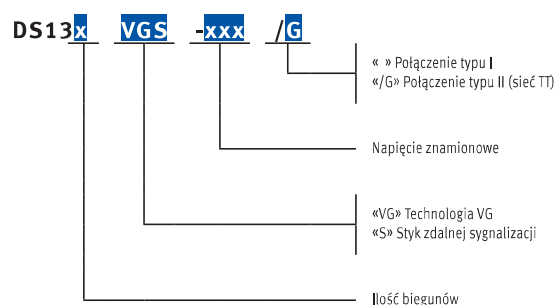 DS13x VGS -xxx /G
« » Połączenie typu I
«/G» Połączenie typu II (sieć TT)
Napięcie znamionowe
«VG» Technologia VG
«S» Styk zdalnej sygnalizacji
Ilość biegunów